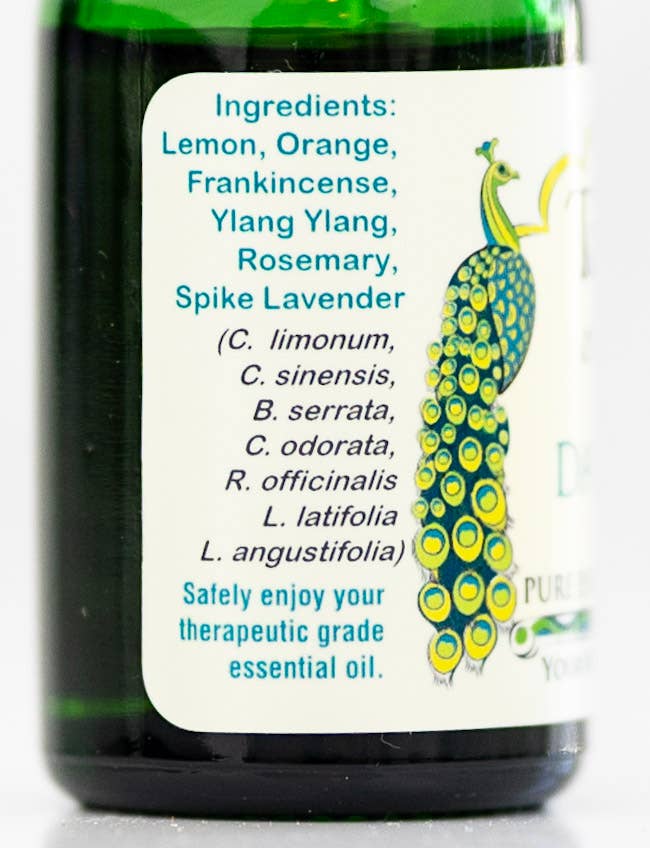 Ingredients:
Lemon, Orange,
Frankincense,
Ylang Ylang,
Rosemary,
Spike Lavender
(C. limonum,
C. sinensis,
B. serrata,
C. odorata,
R. officinalis
L. latifolia
L. angustifolia)
Safely enjoy your
therapeutic grade
essential oil.
PURE